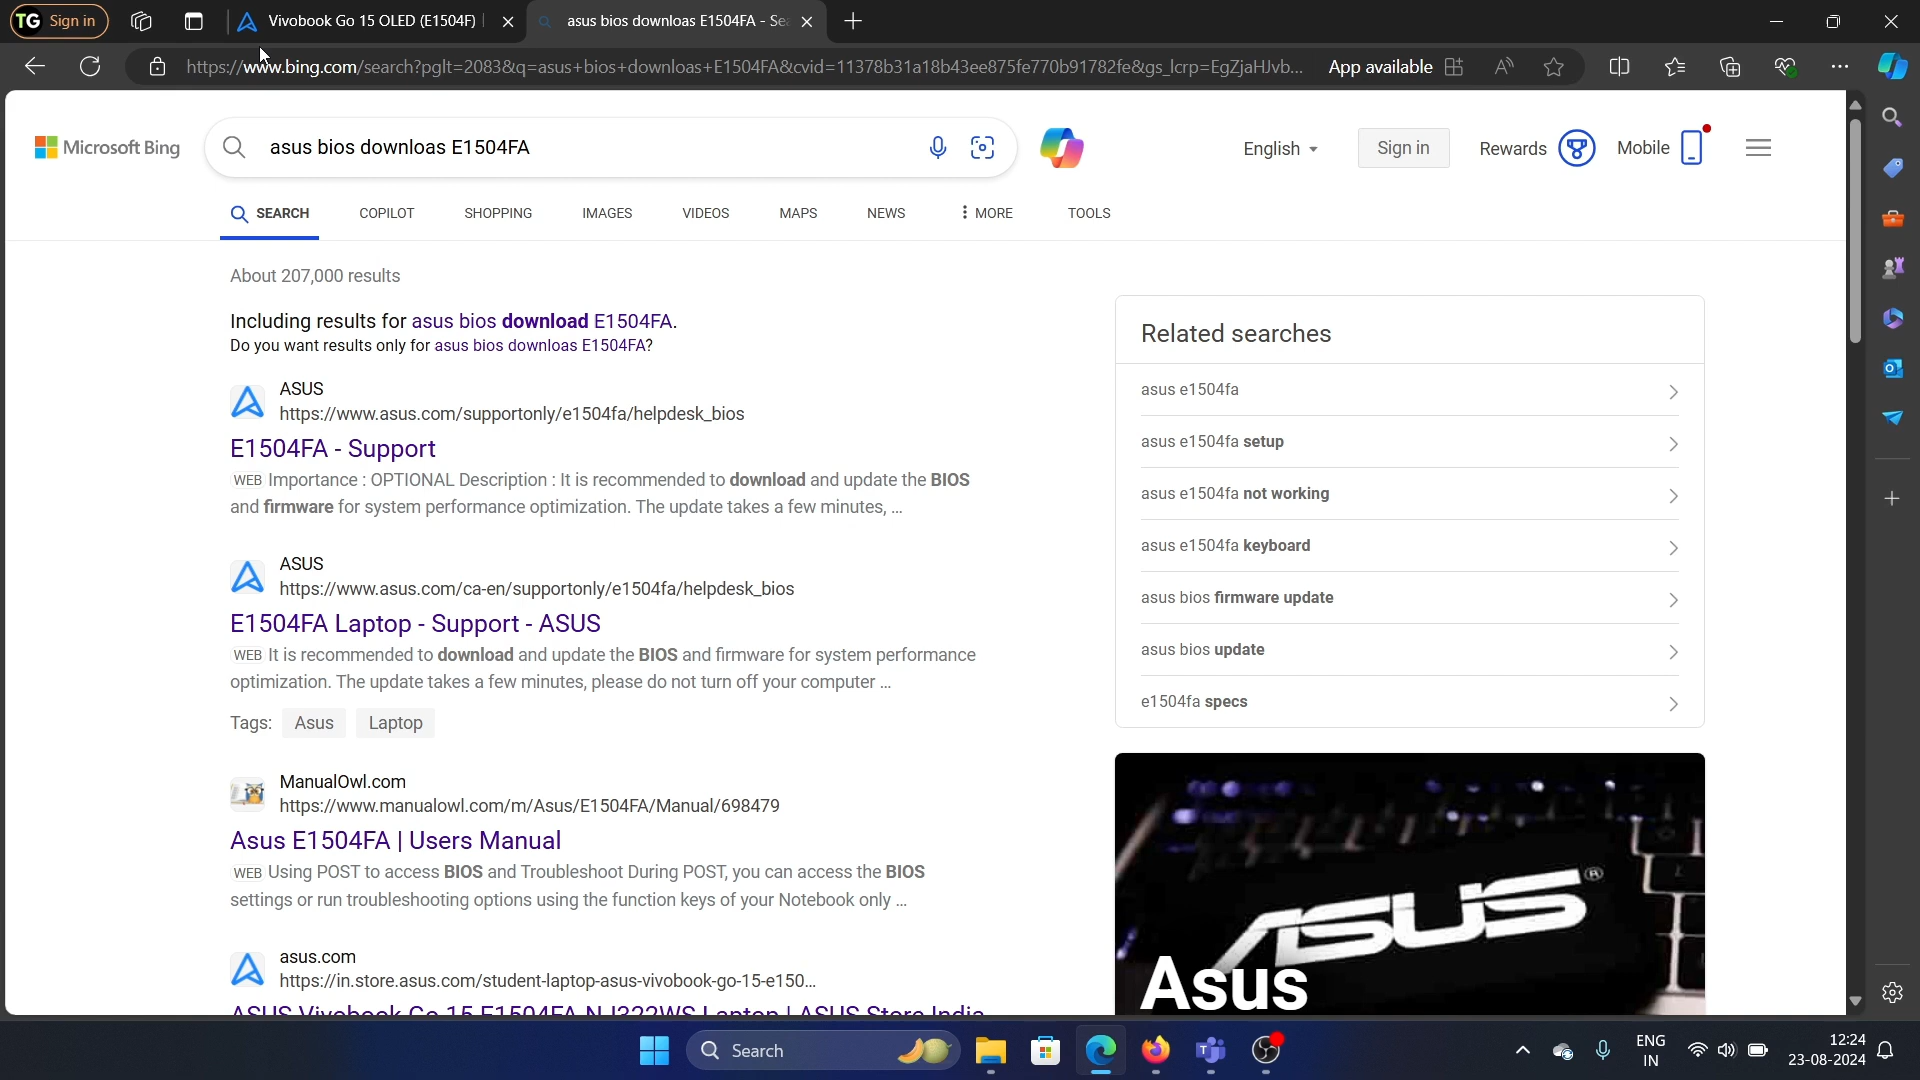 TG Sign in
Vivobook Go 15 OLED (E1504F)
asus bios downloas E1504FA - Se
https://www.bing.com/search?pglt=2083&q=asus+bios+downloas+E1504FA&cvid=11378b31a18b43ee875fe770b91782fe&gs_lcrp=EgZjaHJvb...
App available
Microsoft Bing
asus bios downloas E1504FA
English
Sign in
Rewards
Mobile
SEARCH
COPILOT
SHOPPING
IMAGES
VIDEOS
MAPS
NEWS
MORE
TOOLS
About 207,000 results
Including results for asus bios download E1504FA.
Do you want results only for asus bios downloas E1504FA?
ASUS
https://www.asus.com/supportonly/e1504fa/helpdesk_bios
E1504FA - Support
WEB Importance : OPTIONAL Description : It is recommended to download and update the BIOS
and firmware for system performance optimization. The update takes a few minutes, ...
ASUS
https://www.asus.com/ca-en/supportonly/e1504fa/helpdesk_bios
E1504FA Laptop - Support - ASUS
WEB It is recommended to download and update the BIOS and firmware for system performance
optimization. The update takes a few minutes, please do not turn off your computer ...
Tags: Asus Laptop
ManualOwl.com
https://www.manualowl.com/m/Asus/E1504FA/Manual/698479
Asus E1504FA | Users Manual
WEB Using POST to access BIOS and Troubleshoot During POST, you can access the BIOS
settings or run troubleshooting options using the function keys of your Notebook only ...
asus.com
https://in.store.asus.com/student-laptop-asus-vivobook-go-15-e150...
ASUS Vivobook Go 15 E1504FA-NJ322WS Laptop | ASUS Store India
Related searches
asus e1504fa
asus e1504fa setup
asus e1504fa not working
asus e1504fa keyboard
asus bios firmware update
asus bios update
e1504fa specs
ASUS
Asus
Search
ENG
IN
12:24
23-08-2024